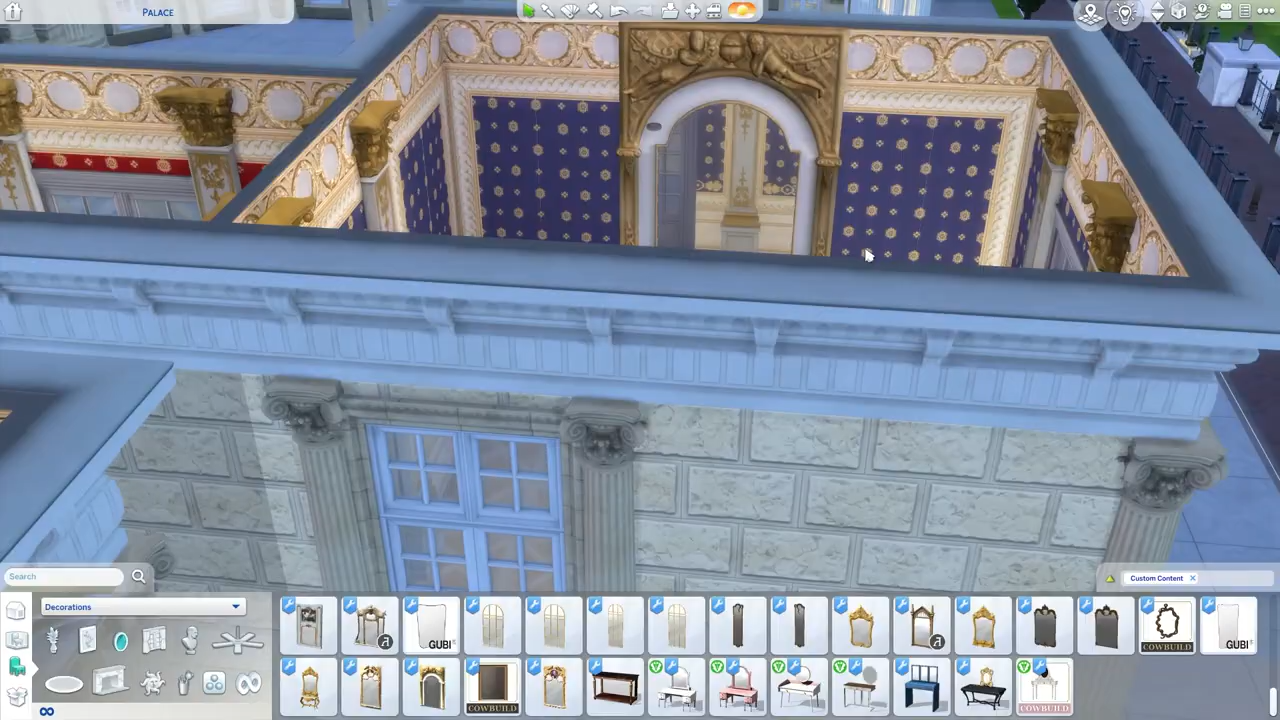 PALACE
Search
Custom Content
Decorations
GUBI
COWBUILD
GUBI
COWBUILD
COWBUILD